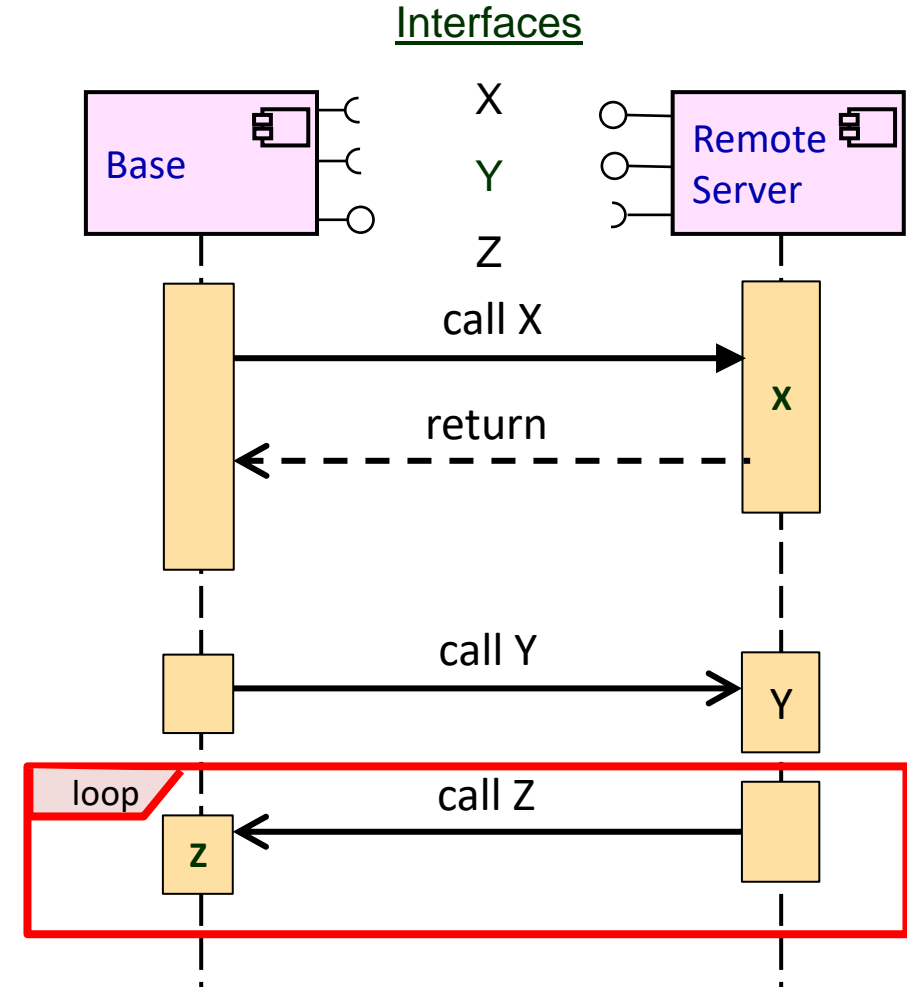 Interfaces
X
Base
Remote
Server
Y
Z
call X
X
return
call Y
Y
loop
call Z
Z